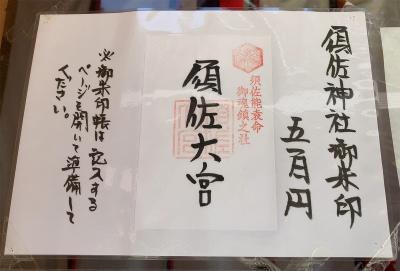 須佐神社御朱印
五百円
須佐能袁命
御魂鎮之社
須佐大宮
※御朱印帳は記入する
ページを開いて準備して
ください。